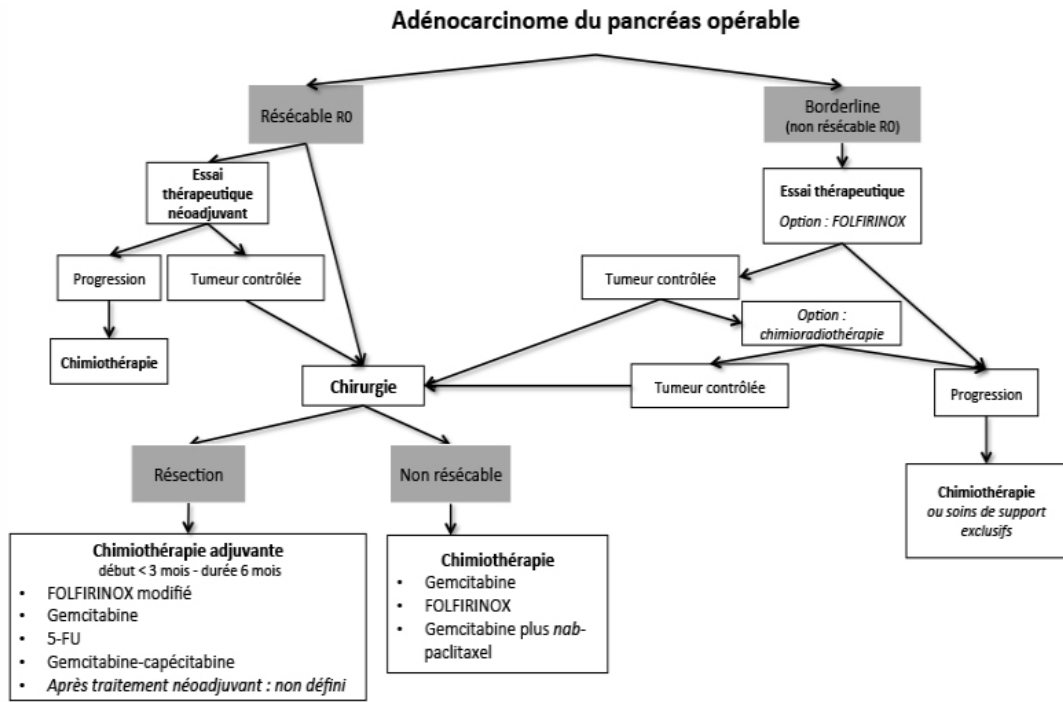 Adénocarcinome du pancréas opérable
Résécable R0
Borderline
(non résécable R0)
Essai
thérapeutique
néoadjuvant
Essai thérapeutique
Option : FOLFIRINOX
Progression
Tumeur contrôlée
Tumeur contrôlée
Option :
chimioradiothérapie
Chimiothérapie
Chirurgie
Tumeur contrôlée
Progression
Résection
Non résécable
Chimiothérapie
ou soins de support
exclusifs
Chimiothérapie adjuvante
début < 3 mois - durée 6 mois
• FOLFIRINOX modifié
• Gemcitabine
• 5-FU
• Gemcitabine-capécitabine
• Après traitement néoadjuvant : non défini
Chimiothérapie
• Gemcitabine
• FOLFIRINOX
• Gemcitabine plus nab-
paclitaxel